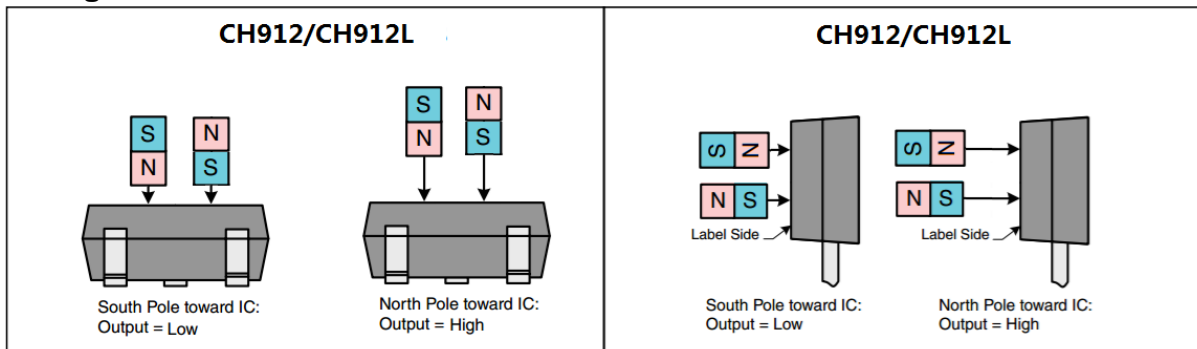 CH912/CH912L
S N
N S
S N
N S
South Pole toward IC:
Output = Low
North Pole toward IC:
Output = High
CH912/CH912L
S N
N S
Label Side
S N
N S
Label Side
South Pole toward IC:
Output = Low
North Pole toward IC:
Output = High